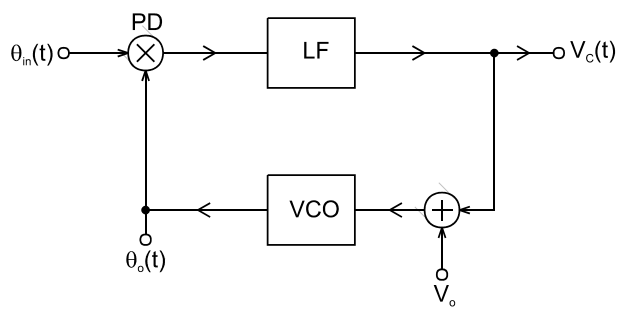 PD
θin(t)
LF
VC(t)
VCO
θo(t)
Vo